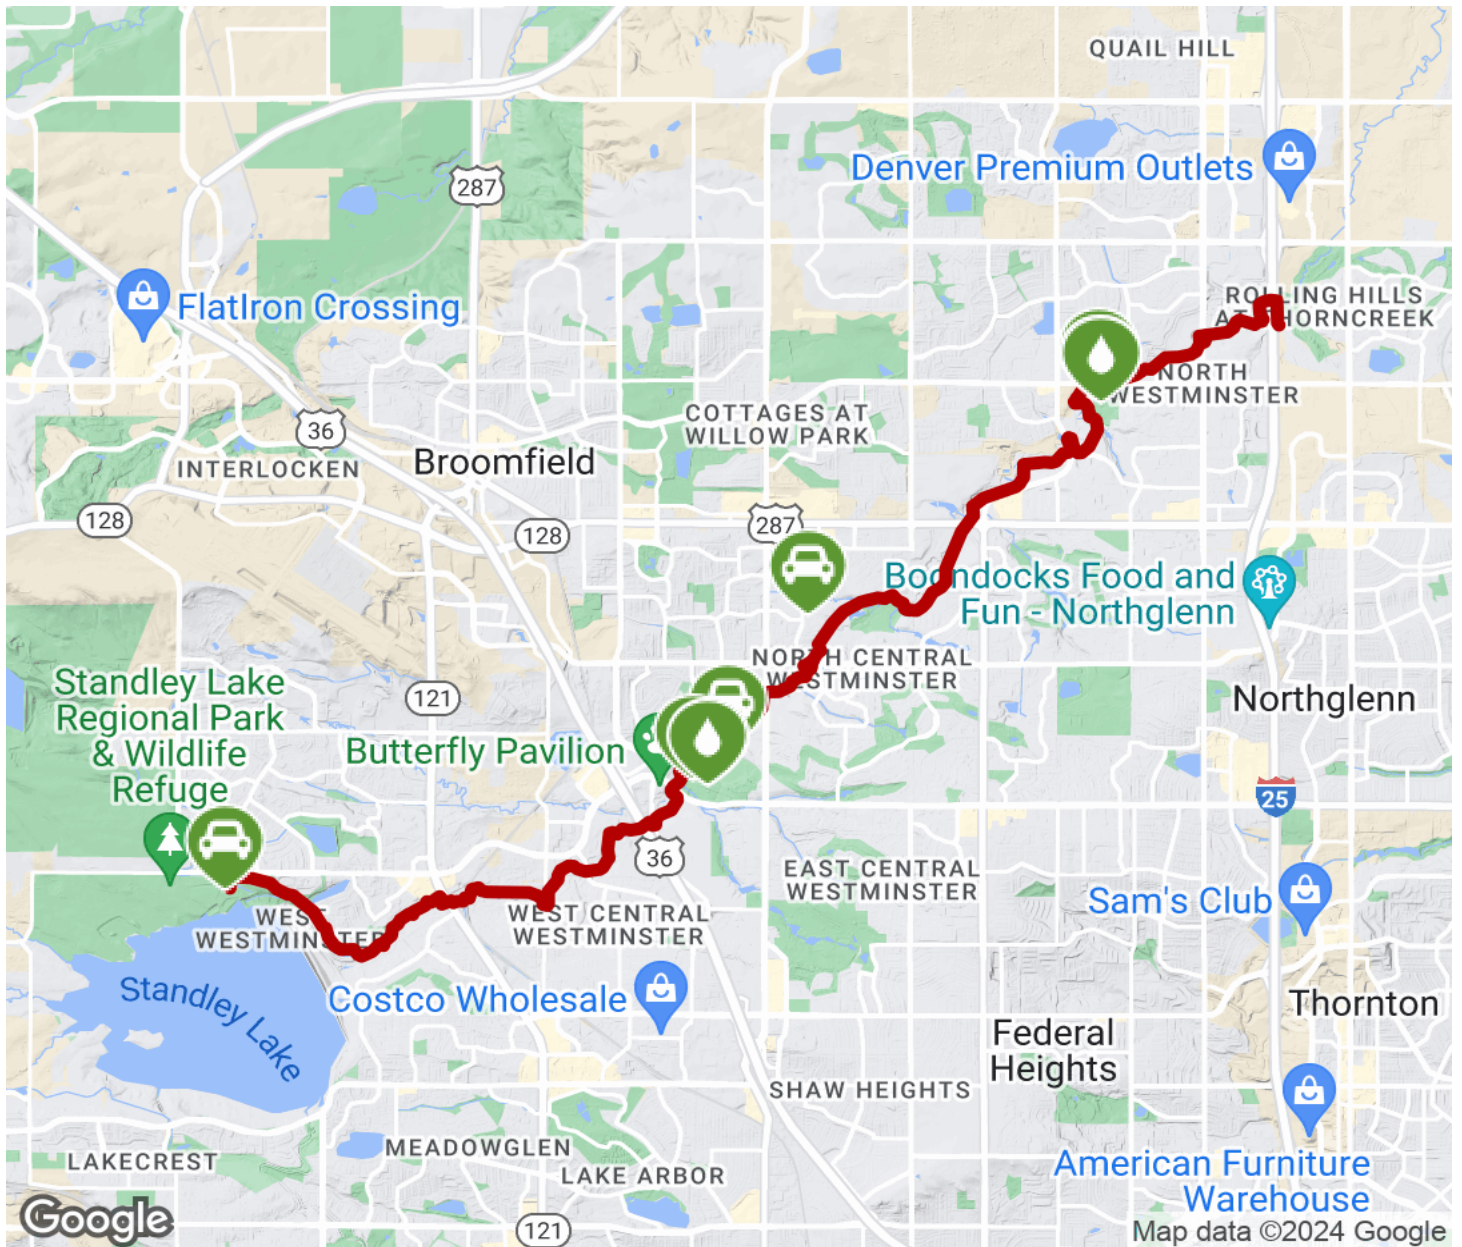 QUAIL HILL
Denver Premium Outlets
287
FlatIron Crossing
ROLLING HILLS
AT THORNCREEK
NORTH
WESTMINSTER
36
COTTAGES AT
WILLOW PARK
Broomfield
INTERLOCKEN
128
128
287
Boondocks Food and
Fun - Northglenn
NORTH CENTRAL
WESTMINSTER
Standley Lake
Regional Park
& Wildlife
Refuge
121
Northglenn
Butterfly Pavilion
25
36
EAST CENTRAL
WESTMINSTER
Sam's Club
WEST
WESTMINSTER
WEST CENTRAL
WESTMINSTER
Standley Lake
Costco Wholesale
Thornton
Federal
Heights
SHAW HEIGHTS
MEADOWGLEN
LAKECREST
LAKE ARBOR
American Furniture
Warehouse
Google
121
Map data ©2024 Google